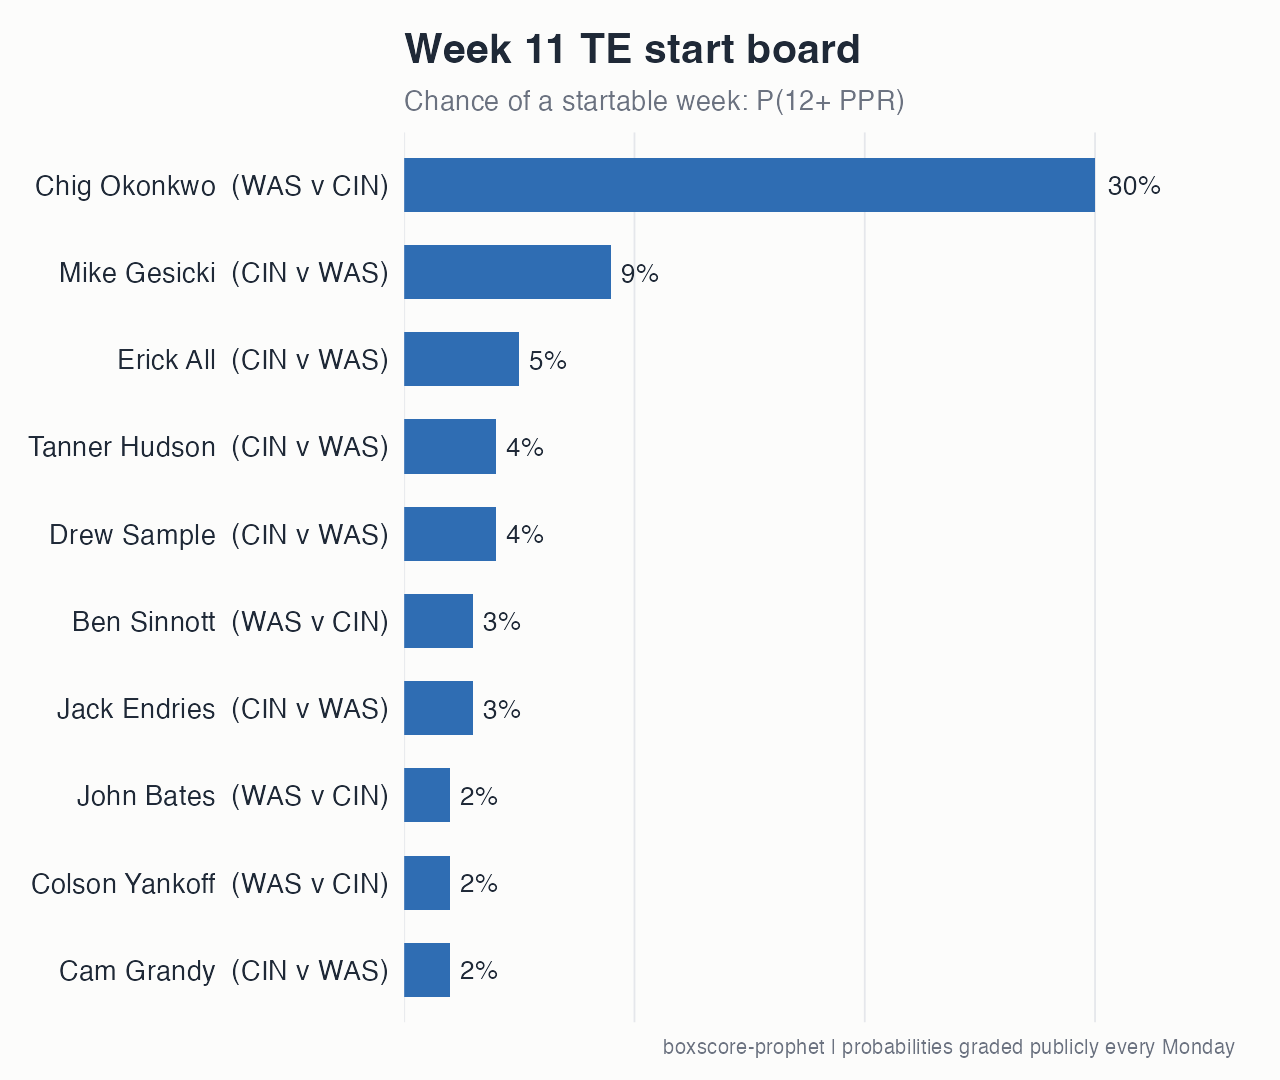 Week 11 TE start board
Chance of a startable week: P(12+ PPR)
Chig Okonkwo (WAS v CIN) 30%
Mike Gesicki (CIN v WAS) 9%
Erick All (CIN v WAS) 5%
Tanner Hudson (CIN v WAS) 4%
Drew Sample (CIN v WAS) 4%
Ben Sinnott (WAS v CIN) 3%
Jack Endries (CIN v WAS) 3%
John Bates (WAS v CIN) 2%
Colson Yankoff (WAS v CIN) 2%
Cam Grandy (CIN v WAS) 2%
boxscore-prophet | probabilities graded publicly every Monday